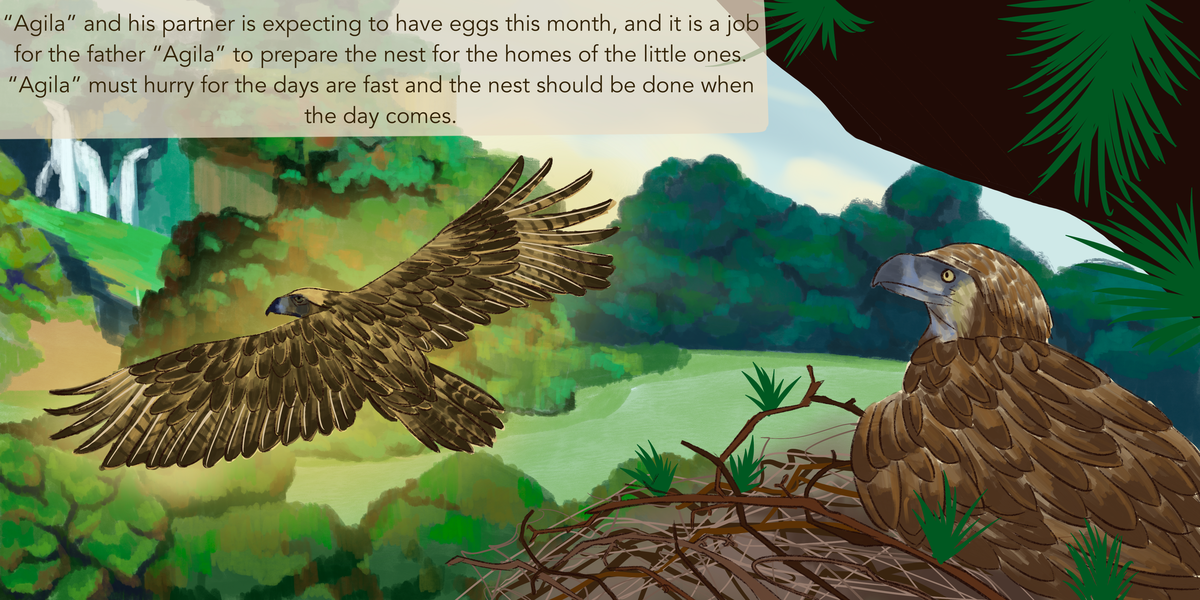 “Agila” and his partner is expecting to have eggs this month, and it is a job
for the father “Agila” to prepare the nest for the homes of the little ones.
“Agila” must hurry for the days are fast and the nest should be done when
the day comes.